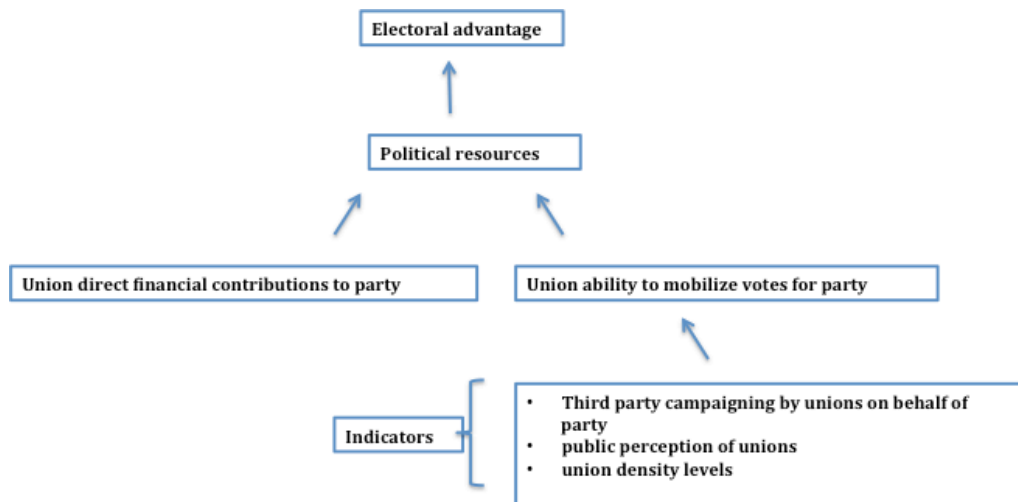 Electoral advantage
Political resources
Union direct financial contributions to party
Union ability to mobilize votes for party
Indicators
• Third party campaigning by unions on behalf of
party
• public perception of unions
• union density levels